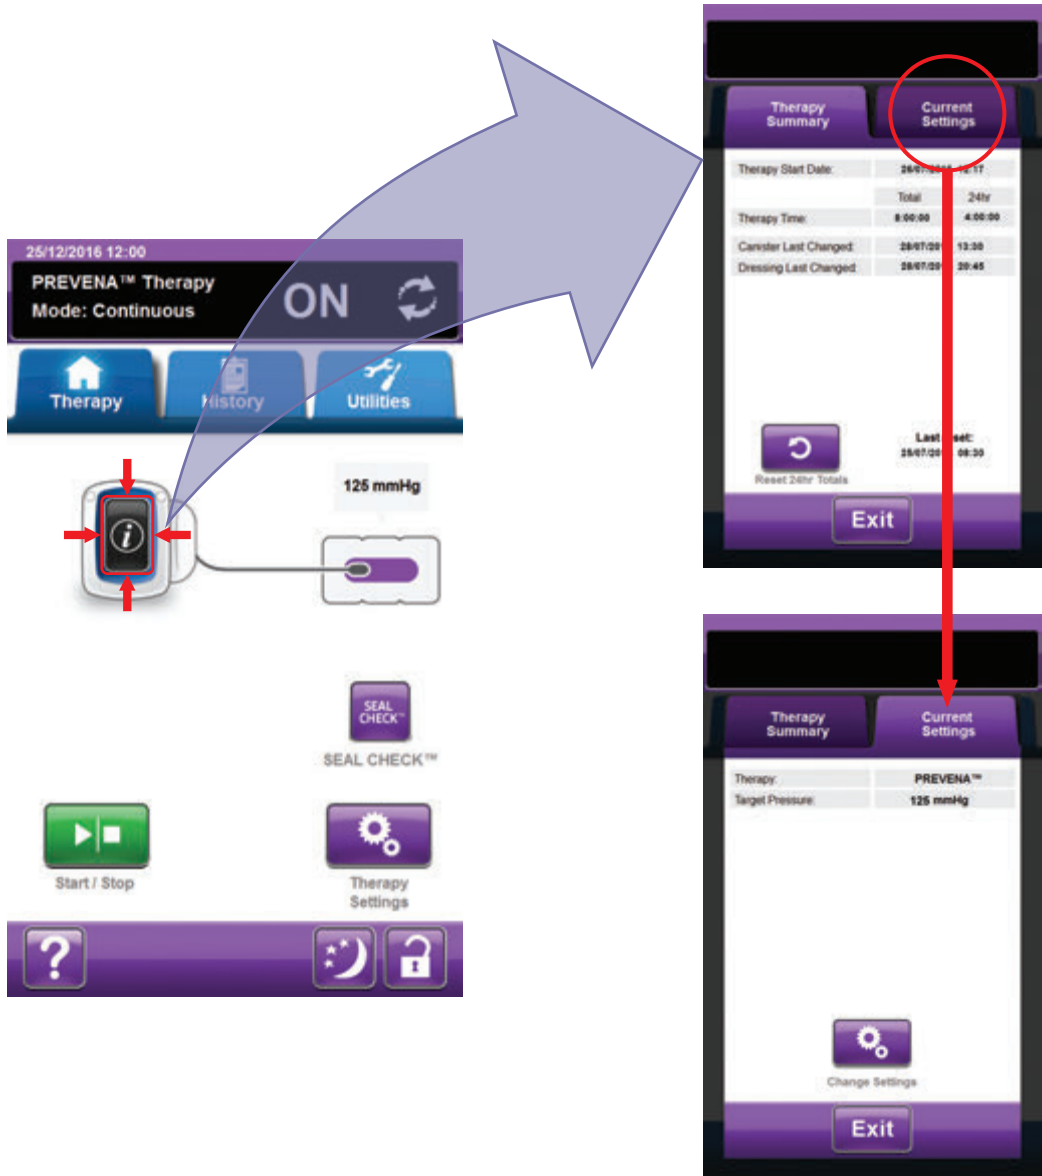 25/12/2016 12:00
PREVENA™ Therapy
Mode: Continuous
ON
Therapy
History
Utilities
125 mmHg
SEAL
CHECK™
SEAL CHECK™
Start / Stop
Therapy
Settings
?
Therapy
Summary
Current
Settings
Therapy Start Date:
12:17
Total
24hr
Therapy Time:
8:00:00
4:00:00
Canister Last Changed:
13:30
Dressing Last Changed:
20:45
Last
08:30
Reset 24hr Totals
Exit
Therapy
Summary
Current
Settings
Therapy:
PREVENA™
Target Pressure:
125 mmHg
Change Settings
Exit